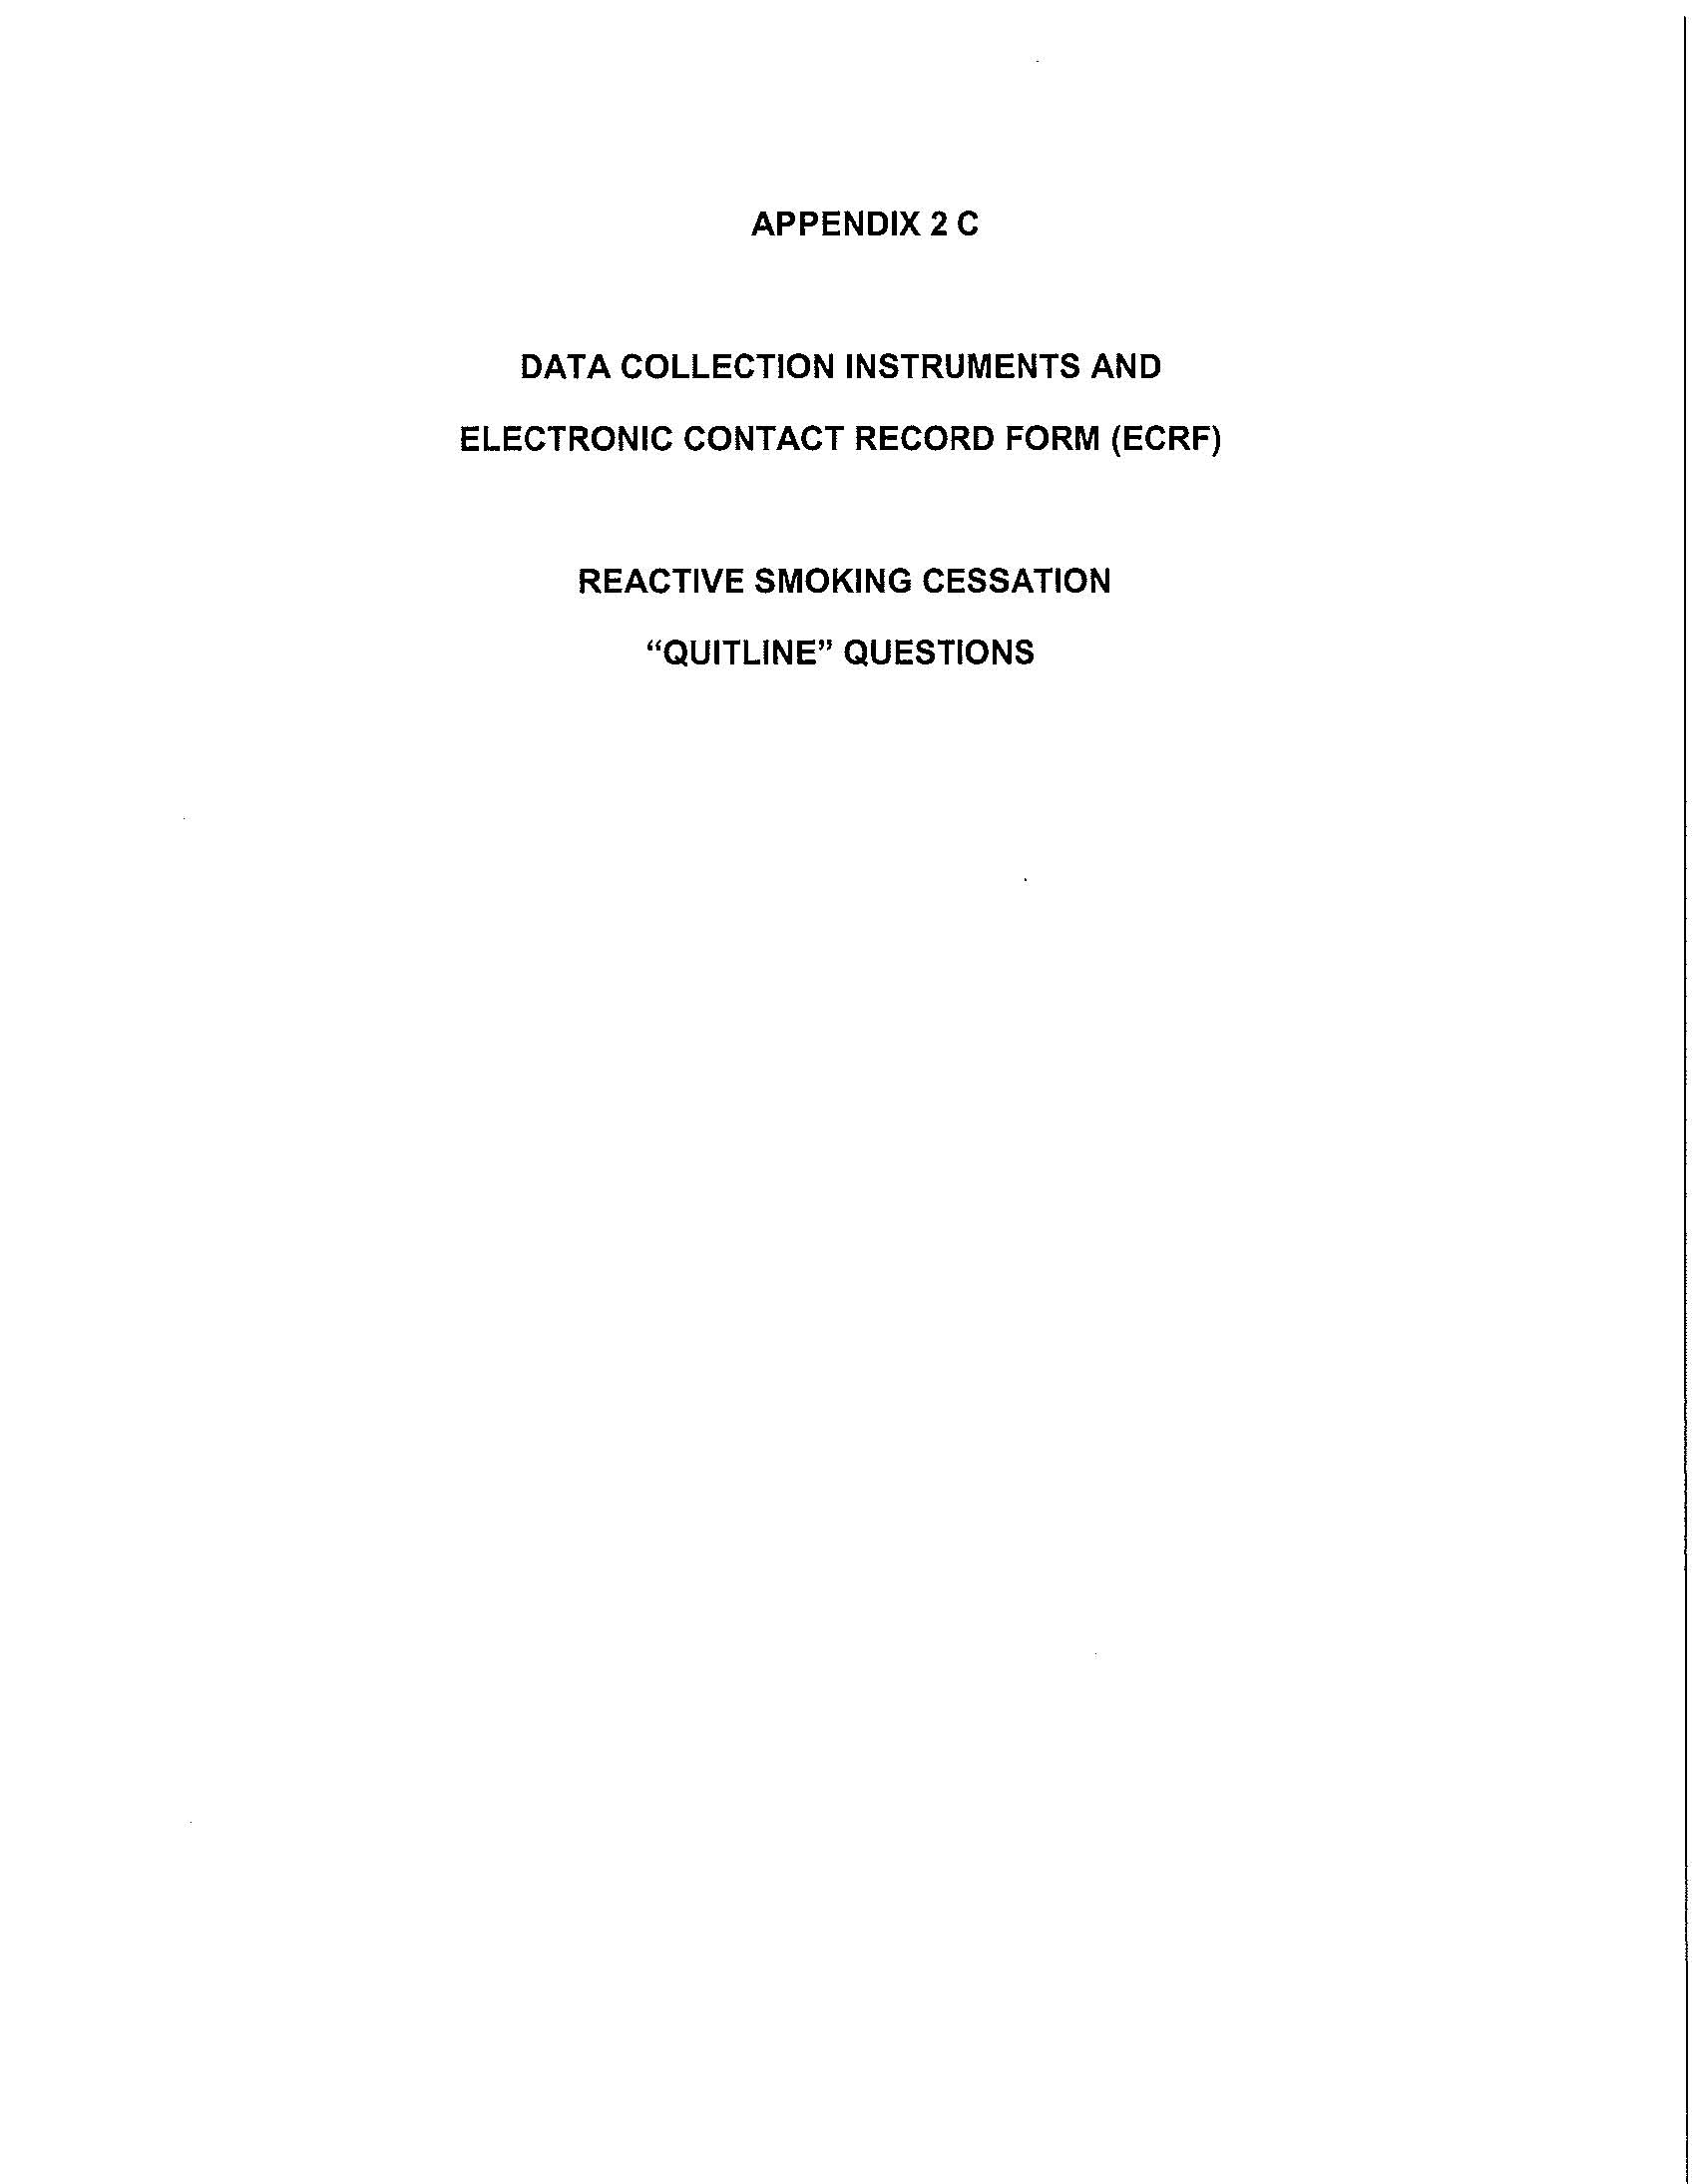 APPENDIX 2 C
DATA COLLECTION INSTRUMENTS AND
ELECTRONIC CONTACT RECORD FORM (ECRF)
REACTIVE SMOKING CESSATION
“QUITLINE” QUESTIONS